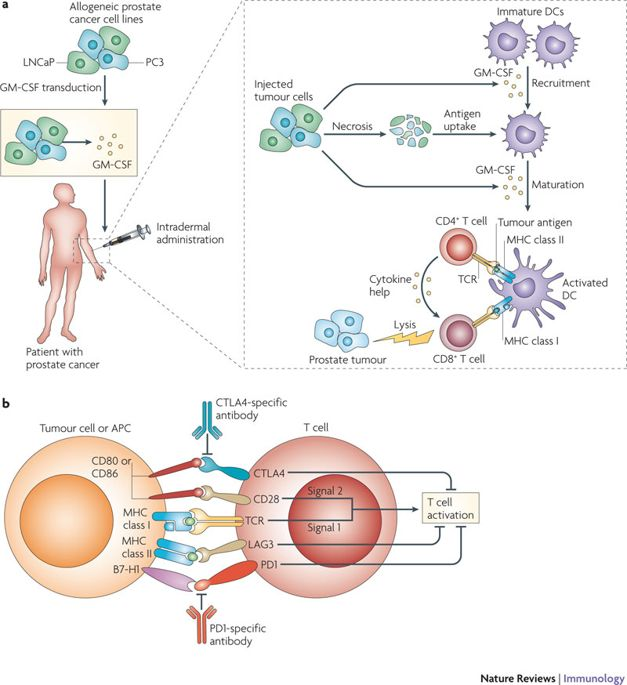 a
Allogeneic prostate
cancer cell lines
LNCaP
PC3
GM-CSF transduction
GM-CSF
Intradermal
administration
Patient with
prostate cancer
Immature DCs
GM-CSF
Recruitment
Injected
tumour cells
Necrosis
Antigen
uptake
GM-CSF
Maturation
CD4⁺ T cell
Tumour antigen
MHC class II
TCR
Activated
DC
Cytokine
help
MHC class I
Lysis
Prostate tumour
CD8⁺ T cell
b
CTLA4-specific
antibody
Tumour cell or APC
T cell
CD80 or
CD86
CTLA4
CD28
Signal 2
T cell
activation
MHC
class I
TCR
Signal 1
MHC
class II
LAG3
B7-H1
PD1
PD1-specific
antibody
Nature Reviews | Immunology